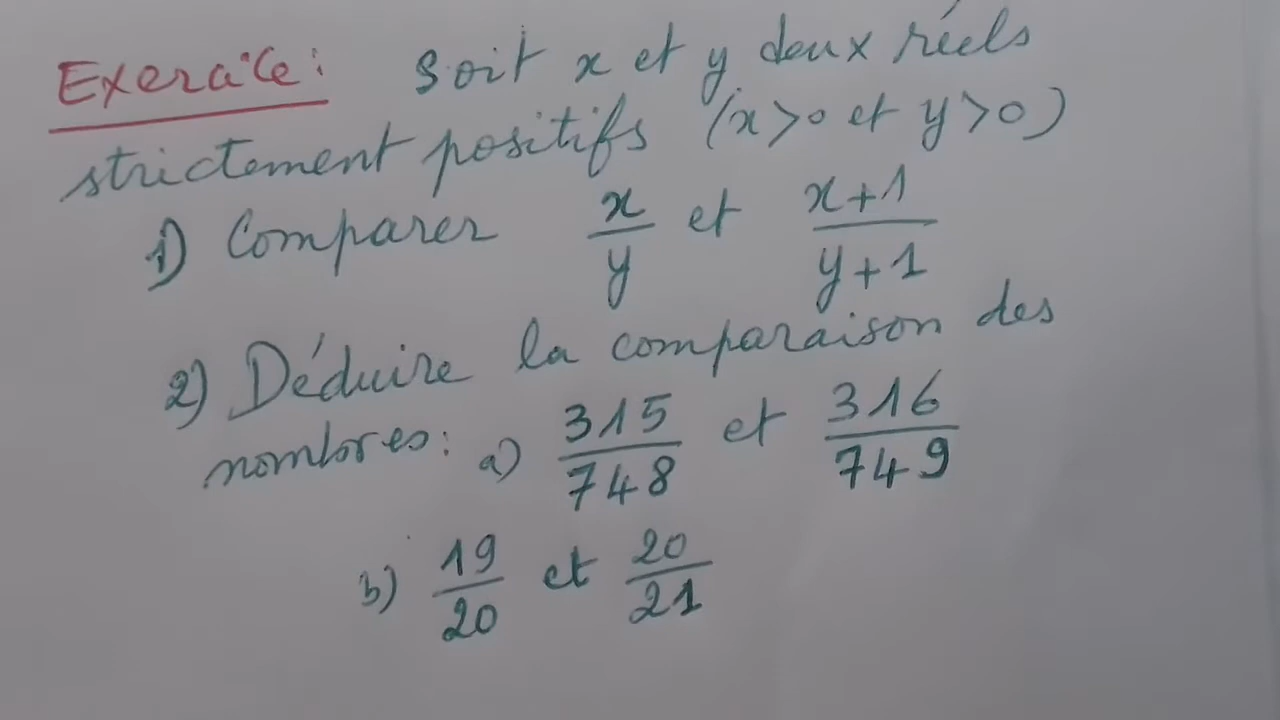 Exercice: Soit x et y deux réels
strictement positifs (x>0 et y>0)
1) Comparer x/y et x+1/y+1
2) Déduire la comparaison des
nombres: a) 315/748 et 316/749
b) 19/20 et 20/21